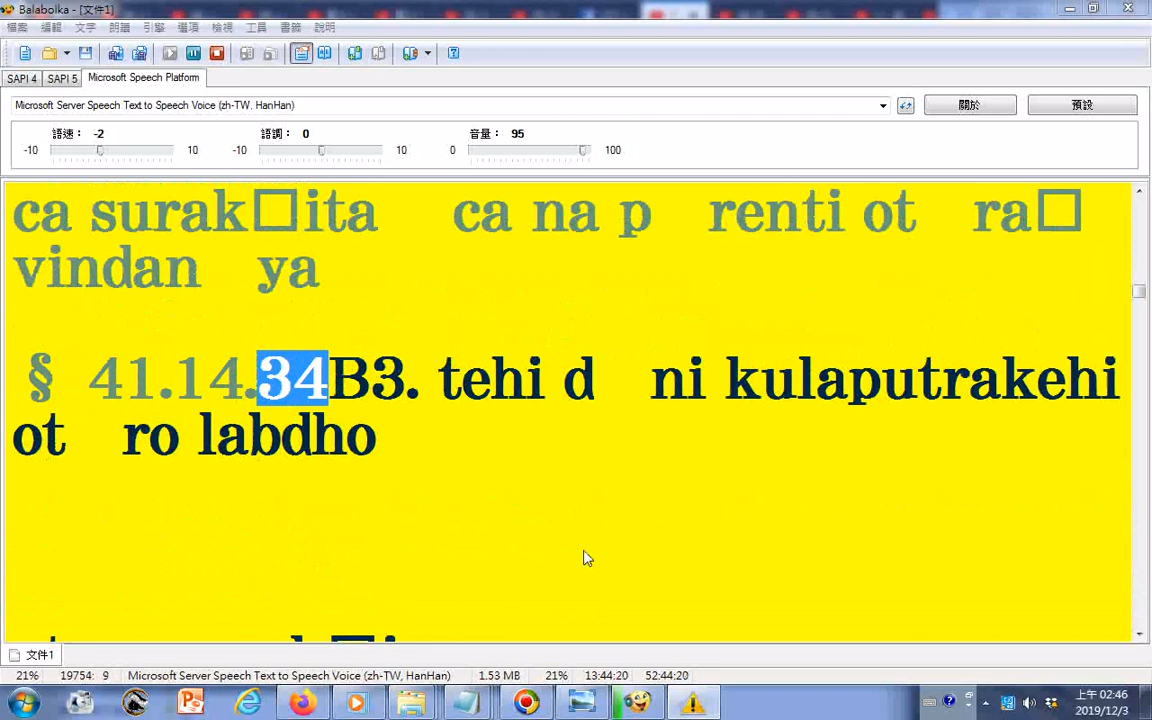 Balabolka - [文件1]
檔案 編輯 文字 朗讀 引擎 選項 檢視 工具 書籤 說明
SAPI 4 SAPI 5 Microsoft Speech Platform
Microsoft Server Speech Text to Speech Voice (zh-TW, HanHan) 關於 預設
語速： -2 語調： 0 音量： 95
-10 10 -10 10 0 100
ca surak□ita ca na p renti ot ra□
vindan ya
§ 41.14.34B3. tehi d ni kulaputrakehi
ot ro labdho
文件1
21% 19754: 9 Microsoft Server Speech Text to Speech Voice (zh-TW, HanHan) 1.53 MB 21% 13:44:20 52:44:20
上午 02:46
2019/12/3